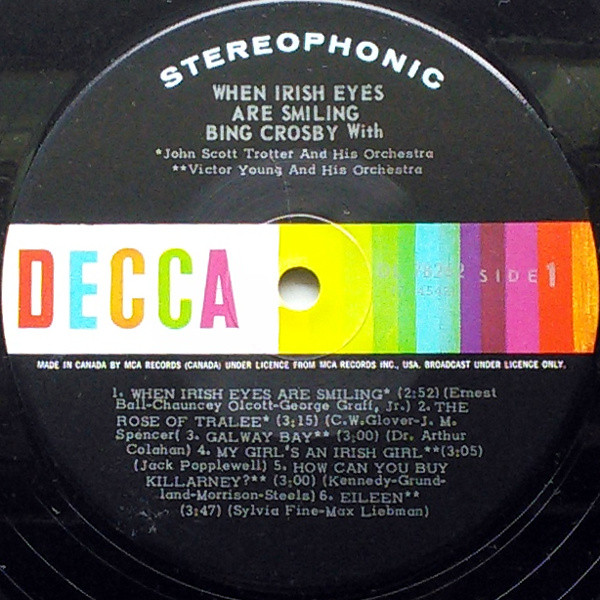 STEREOPHONIC
WHEN IRISH EYES
ARE SMILING
BING CROSBY With
*John Scott Trotter And His Orchestra
**Victor Young And His Orchestra
DECCA
SIDE 1
MADE IN CANADA BY MCA RECORDS (CANADA) UNDER LICENCE FROM MCA RECORDS INC., USA. BROADCAST UNDER LICENCE ONLY.
1. WHEN IRISH EYES ARE SMILING* (2:52) (Ernest
Ball-Chauncey Olcott-George Graff, Jr.) 2. THE
ROSE OF TRALEE* (3:15) (C.W.Glover-J. M.
Spencer( 3. GALWAY BAY** (3:00) (Dr. Arthur
Colahan) 4. MY GIRL'S AN IRISH GIRL**(3:05)
(Jack Popplewell) 5. HOW CAN YOU BUY
KILLARNEY?** (3:00) (Kennedy-Grund-
land-Morrison-Steels) 6. EILEEN**
(3:47) (Sylvia Fine-Max Liebman)